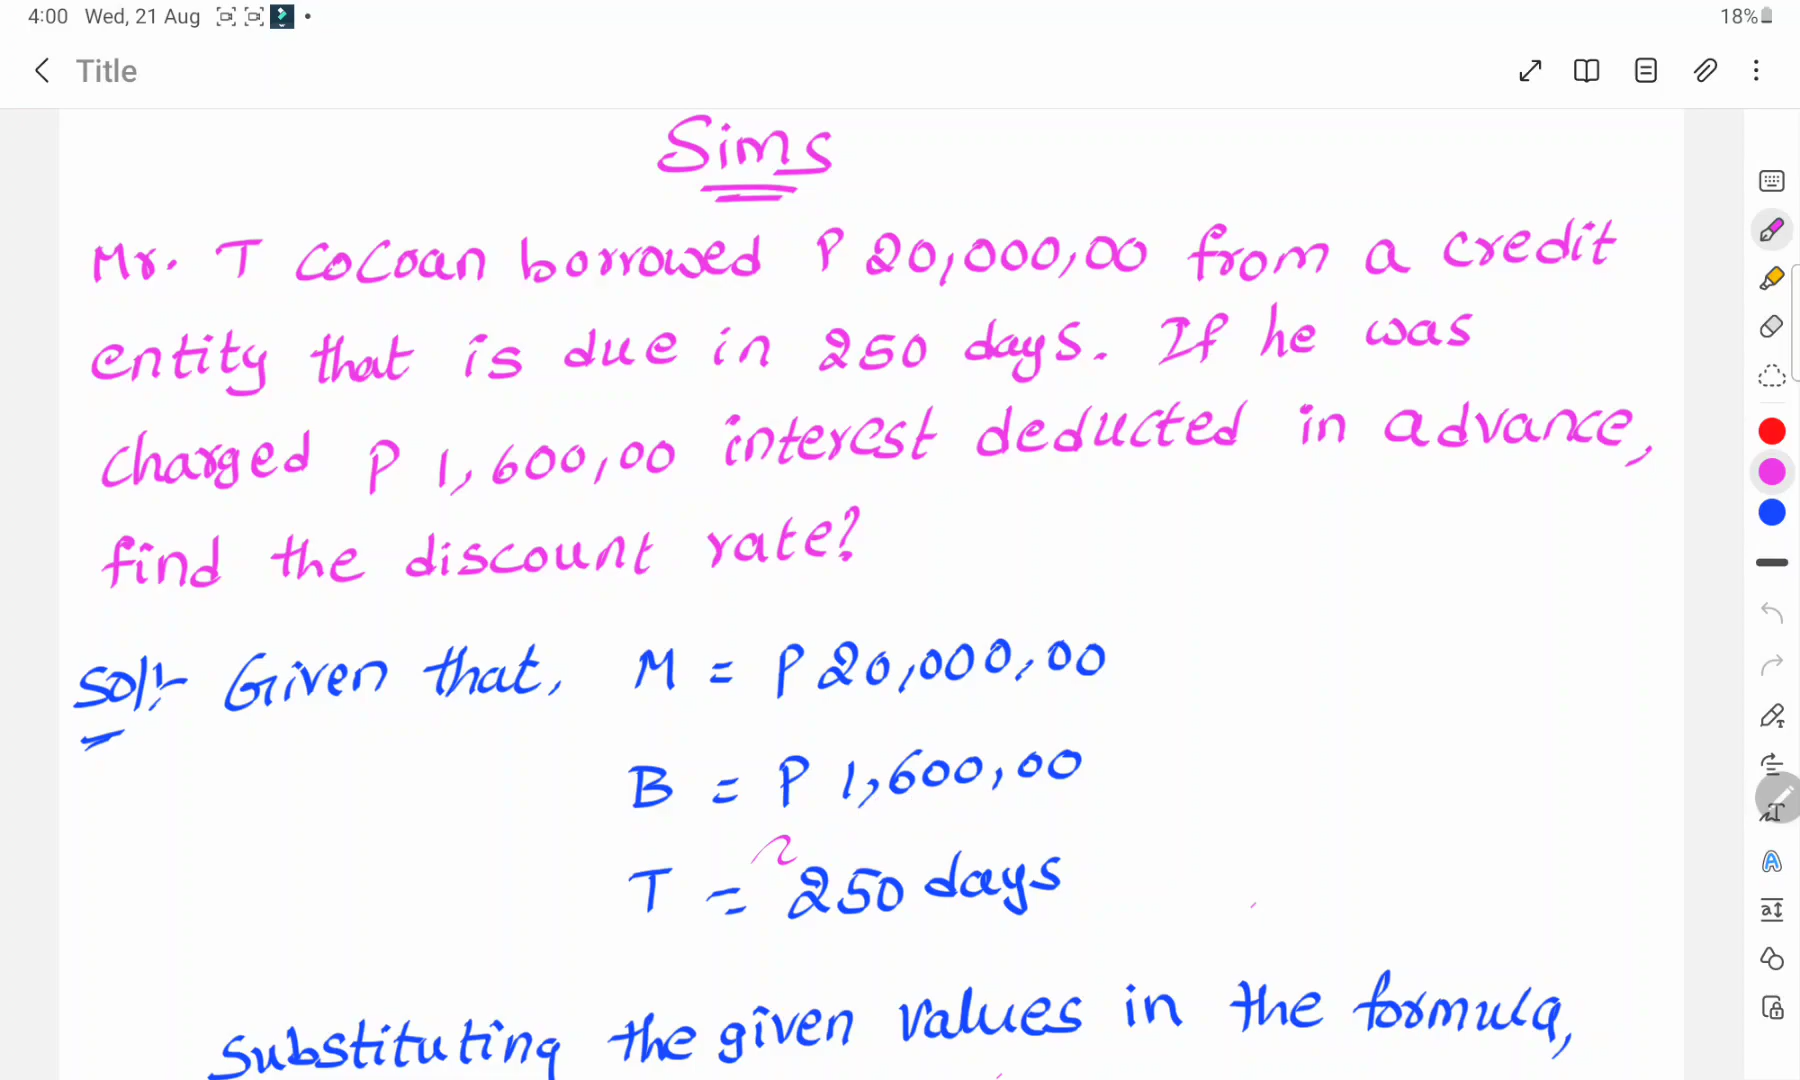 4:00 Wed, 21 Aug 18%
Title
Sims
Mr. T Cocoan borrowed P 20,000,00 from a credit
entity that is due in 250 days. If he was
charged P 1,600,00 interest deducted in advance,
find the discount rate?
Sol:- Given that, M = P 20,000,00
B = P 1,600,00
T = 250 days
Substituting the given values in the formula,